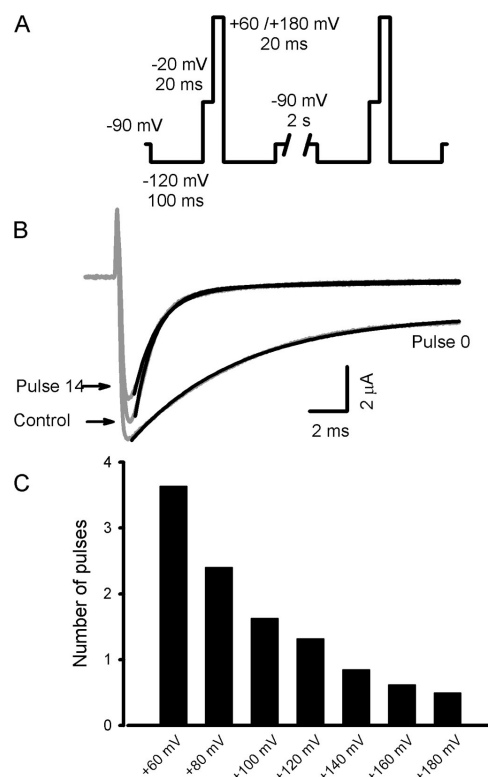 A
+60 /+180 mV
20 ms
-20 mV
20 ms
-90 mV
2 s
-90 mV
-120 mV
100 ms
B
Pulse 0
Pulse 14
Control
2 μA
2 ms
C
Number of pulses
4
3
2
1
0
+60 mV
+80 mV
+100 mV
+120 mV
+140 mV
+160 mV
+180 mV